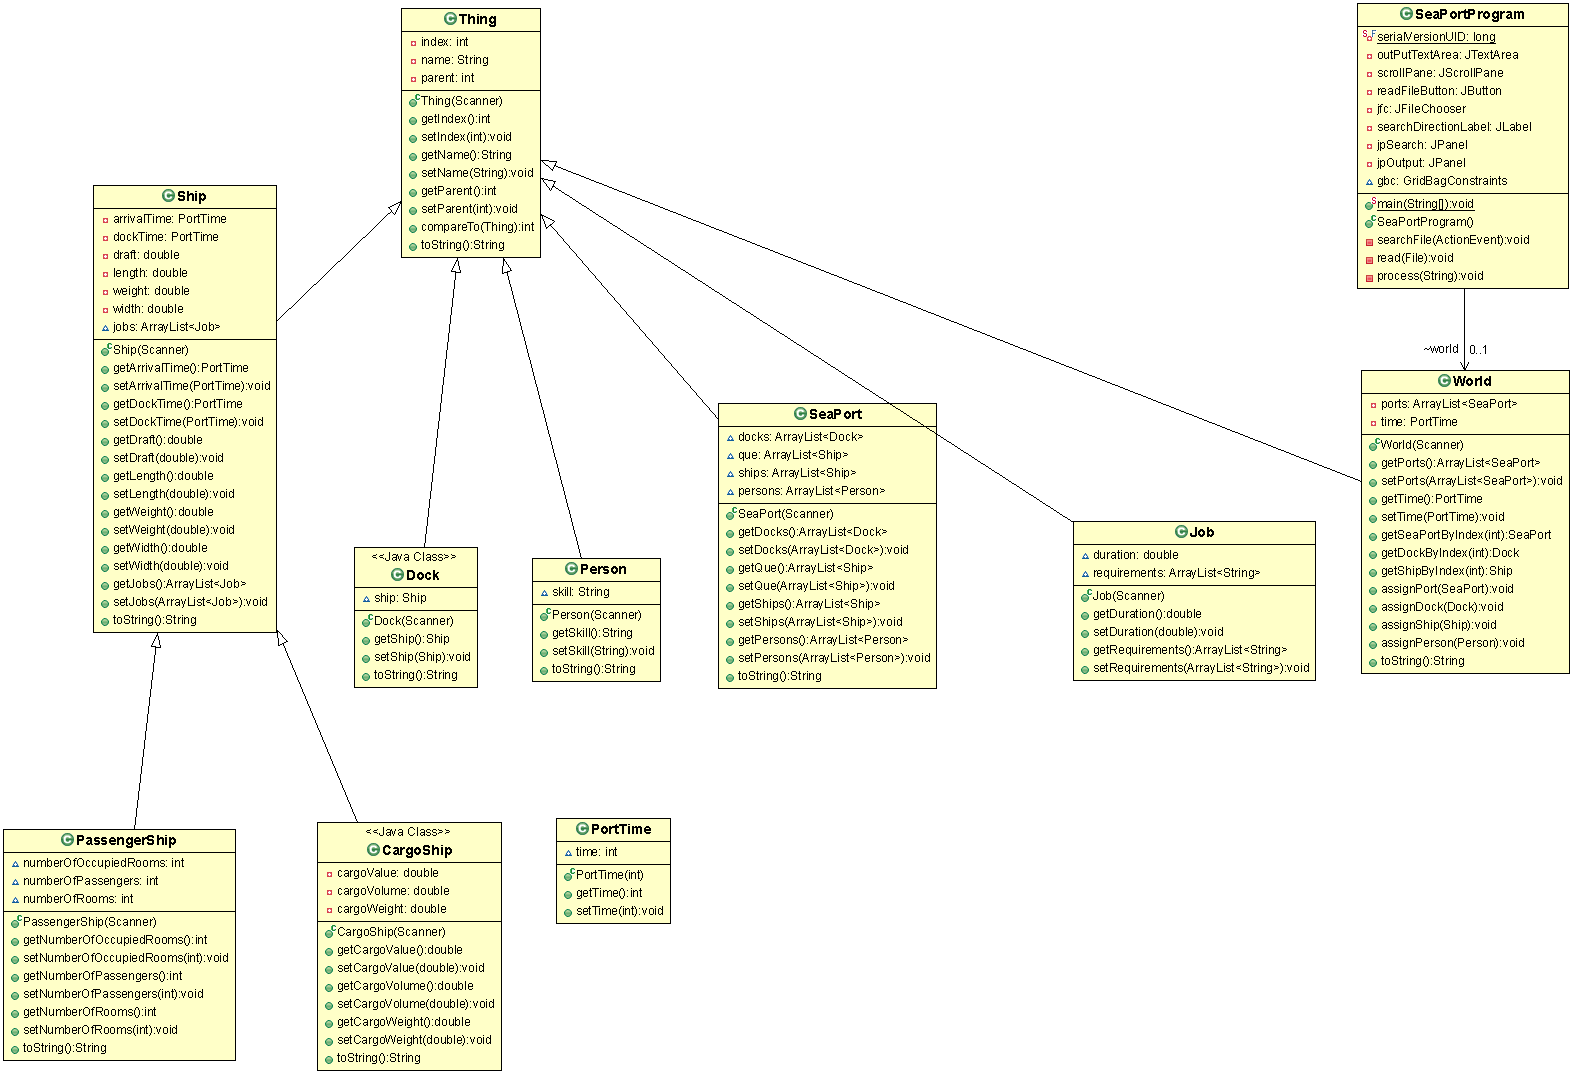 Thing
index: int
name: String
parent: int
Thing(Scanner)
getIndex():int
setIndex(int):void
getName():String
setName(String):void
getParent():int
setParent(int):void
compareTo(Thing):int
toString():String
SeaPortProgram
serialVersionUID: long
outPutTextArea: JTextArea
scrollPane: JScrollPane
readFileButton: JButton
jfc: JFileChooser
searchDirectionLabel: JLabel
jpSearch: JPanel
jpOutput: JPanel
gbc: GridBagConstraints
main(String[]):void
SeaPortProgram()
searchFile(ActionEvent):void
read(File):void
process(String):void
Ship
arrivalTime: PortTime
dockTime: PortTime
draft: double
length: double
weight: double
width: double
jobs: ArrayList<Job>
Ship(Scanner)
getArrivalTime():PortTime
setArrivalTime(PortTime):void
getDockTime():PortTime
setDockTime(PortTime):void
getDraft():double
setDraft(double):void
getLength():double
setLength(double):void
getWeight():double
setWeight(double):void
getWidth():double
setWidth(double):void
getJobs():ArrayList<Job>
setJobs(ArrayList<Job>):void
toString():String
~world 0..1
World
ports: ArrayList<SeaPort>
time: PortTime
World(Scanner)
getPorts():ArrayList<SeaPort>
setPorts(ArrayList<SeaPort>):void
getTime():PortTime
setTime(PortTime):void
getSeaPortByIndex(int):SeaPort
getDockByIndex(int):Dock
getShipByIndex(int):Ship
assignPort(SeaPort):void
assignDock(Dock):void
assignShip(Ship):void
assignPerson(Person):void
toString():String
SeaPort
docks: ArrayList<Dock>
que: ArrayList<Ship>
ships: ArrayList<Ship>
persons: ArrayList<Person>
SeaPort(Scanner)
getDocks():ArrayList<Dock>
setDocks(ArrayList<Dock>):void
getQue():ArrayList<Ship>
setQue(ArrayList<Ship>):void
getShips():ArrayList<Ship>
setShips(ArrayList<Ship>):void
getPersons():ArrayList<Person>
setPersons(ArrayList<Person>):void
toString():String
Job
duration: double
requirements: ArrayList<String>
Job(Scanner)
getDuration():double
setDuration(double):void
getRequirements():ArrayList<String>
setRequirements(ArrayList<String>):void
<<Java Class>>
Dock
ship: Ship
Dock(Scanner)
getShip():Ship
setShip(Ship):void
toString():String
Person
skill: String
Person(Scanner)
getSkill():String
setSkill(String):void
toString():String
PassengerShip
numberOfOccupiedRooms: int
numberOfPassengers: int
numberOfRooms: int
PassengerShip(Scanner)
getNumberOfOccupiedRooms():int
setNumberOfOccupiedRooms(int):void
getNumberOfPassengers():int
setNumberOfPassengers(int):void
getNumberOfRooms():int
setNumberOfRooms(int):void
toString():String
<<Java Class>>
CargoShip
cargoValue: double
cargoVolume: double
cargoWeight: double
CargoShip(Scanner)
getCargoValue():double
setCargoValue(double):void
getCargoVolume():double
setCargoVolume(double):void
getCargoWeight():double
setCargoWeight(double):void
toString():String
PortTime
time: int
PortTime(int)
getTime():int
setTime(int):void